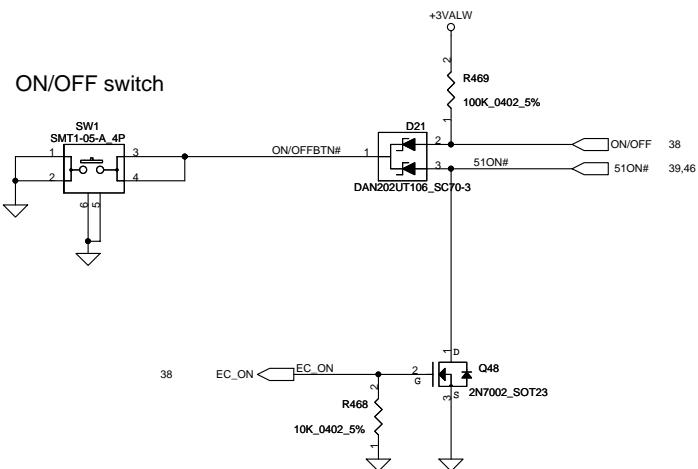 +3VALW
2
R469
100K_0402_5%
1
ON/OFF switch
SW1
SMT1-05-A_4P
D21
1
3
ON/OFFBTN#
1
2
ON/OFF
38
2
4
3
51ON#
51ON#
39,46
DAN202UT106_SC70-3
6
5
1
D
38
EC_ON
EC_ON
2
G
Q48
2N7002_SOT23
3
S
2
R468
10K_0402_5%
1